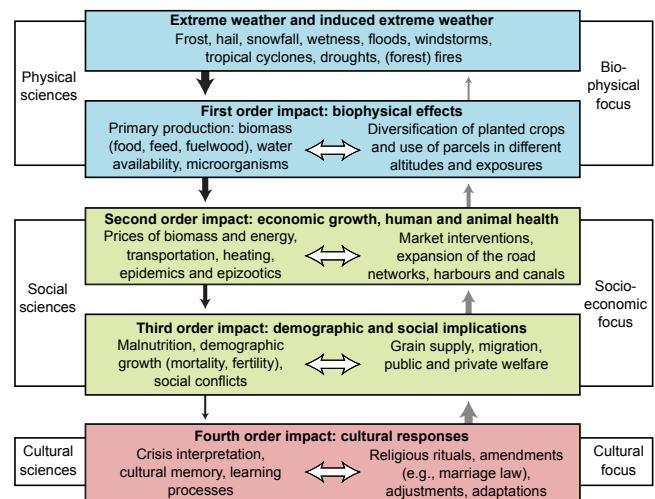 Extreme weather and induced extreme weather
Frost, hail, snowfall, wetness, floods, windstorms,
tropical cyclones, droughts, (forest) fires
Physical
sciences
Bio-
physical
focus
First order impact: biophysical effects
Primary production: biomass
(food, feed, fuelwood), water
availability, microorganisms
Diversification of planted crops
and use of parcels in different
altitudes and exposures
Second order impact: economic growth, human and animal health
Prices of biomass and energy,
transportation, heating,
epidemics and epizootics
Market interventions,
expansion of the road
networks, harbours and canals
Social
sciences
Socio-
economic
focus
Third order impact: demographic and social implications
Malnutrition, demographic
growth (mortality, fertility),
social conflicts
Grain supply, migration,
public and private welfare
Fourth order impact: cultural responses
Cultural
sciences
Crisis interpretation,
cultural memory, learning
processes
Religious rituals, amendments
(e.g., marriage law),
adjustments, adaptations
Cultural
focus